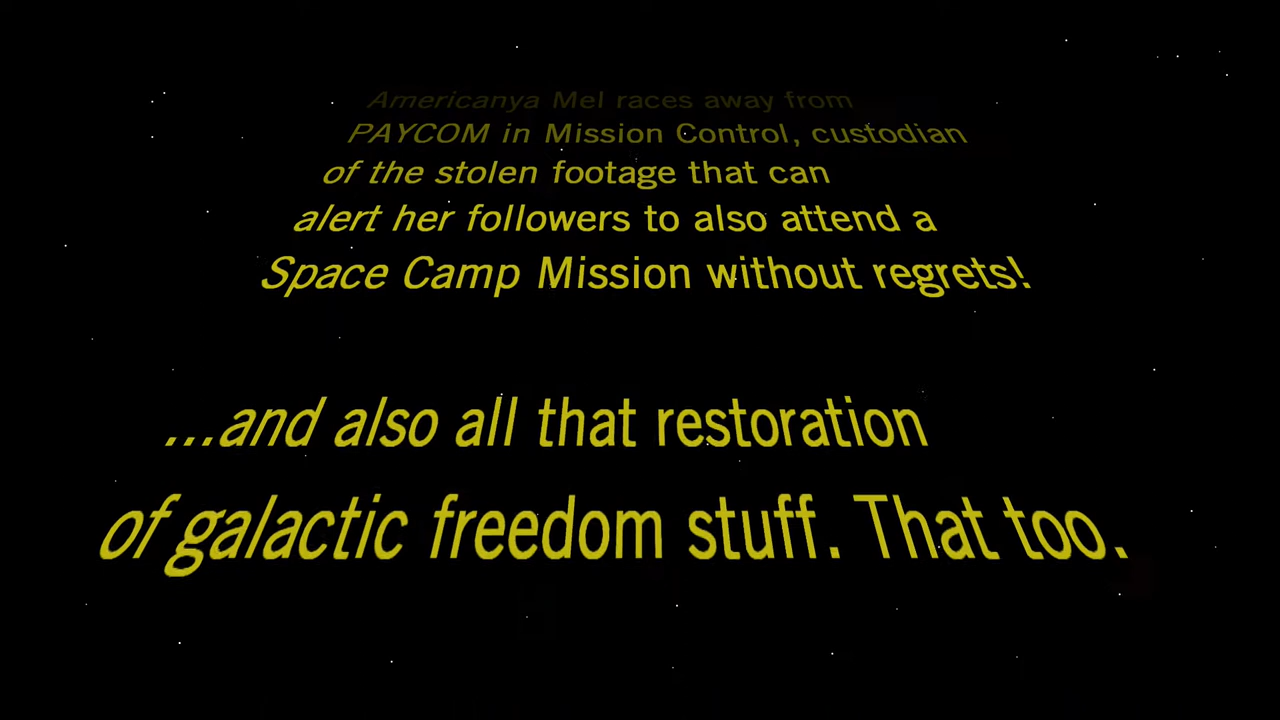 Americanya Mel races away from
PAYCOM in Mission Control, custodian
of the stolen footage that can
alert her followers to also attend a
Space Camp Mission without regrets!
...and also all that restoration
of galactic freedom stuff. That too.